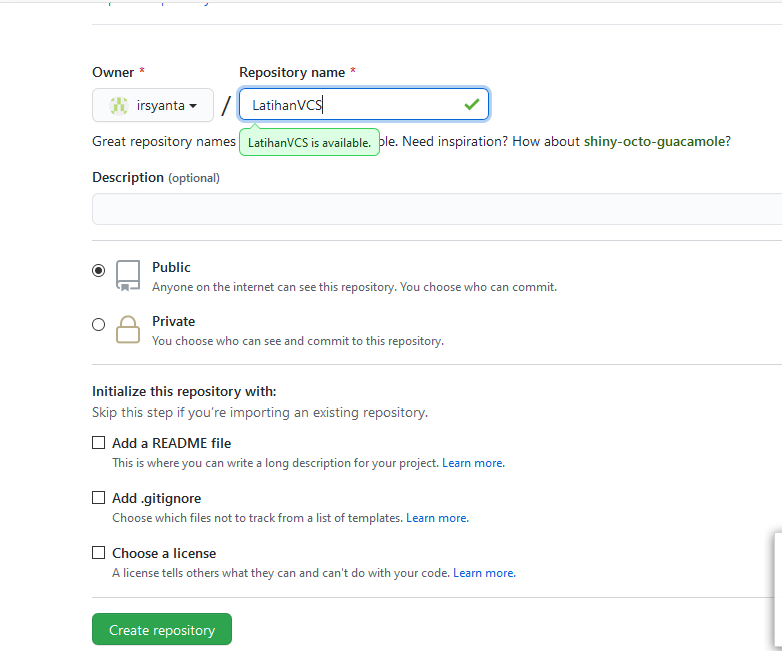 Owner *
Repository name *
irsyanta / LatihanVCS
Great repository names
LatihanVCS is available.
ble. Need inspiration? How about shiny-octo-guacamole?
Description (optional)
Public
Anyone on the internet can see this repository. You choose who can commit.
Private
You choose who can see and commit to this repository.
Initialize this repository with:
Skip this step if you’re importing an existing repository.
Add a README file
This is where you can write a long description for your project. Learn more.
Add .gitignore
Choose which files not to track from a list of templates. Learn more.
Choose a license
A license tells others what they can and can't do with your code. Learn more.
Create repository